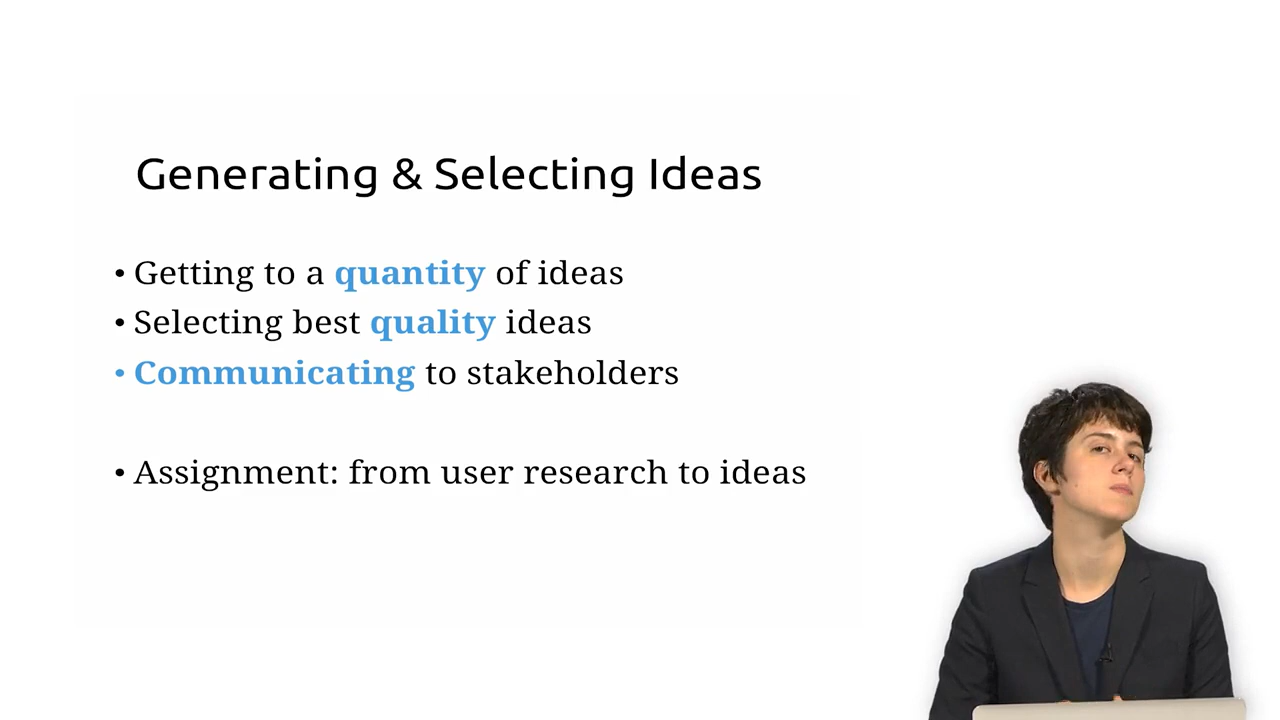 Generating & Selecting Ideas
• Getting to a quantity of ideas
• Selecting best quality ideas
• Communicating to stakeholders
• Assignment: from user research to ideas